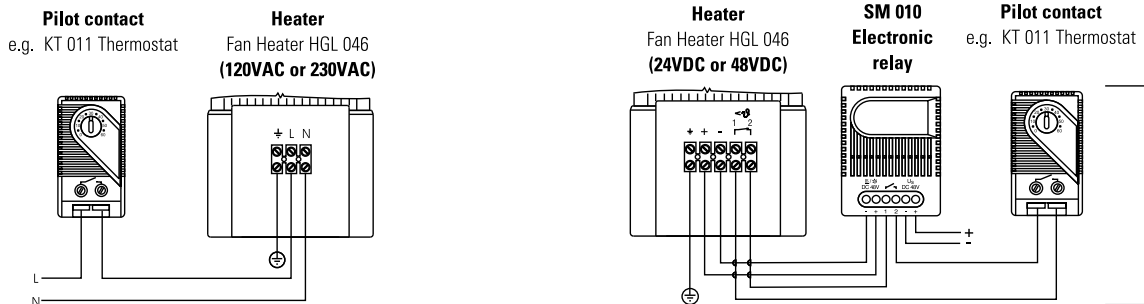 Pilot contact
e.g. KT 011 Thermostat
Heater
Fan Heater HGL 046
(120VAC or 230VAC)
L N
L
N
Heater
Fan Heater HGL 046
(24VDC or 48VDC)
SM 010
Electronic
relay
Pilot contact
e.g. KT 011 Thermostat
1 2
+ -
DC 48V
DC 48V
- + 1 2 - +
+
-